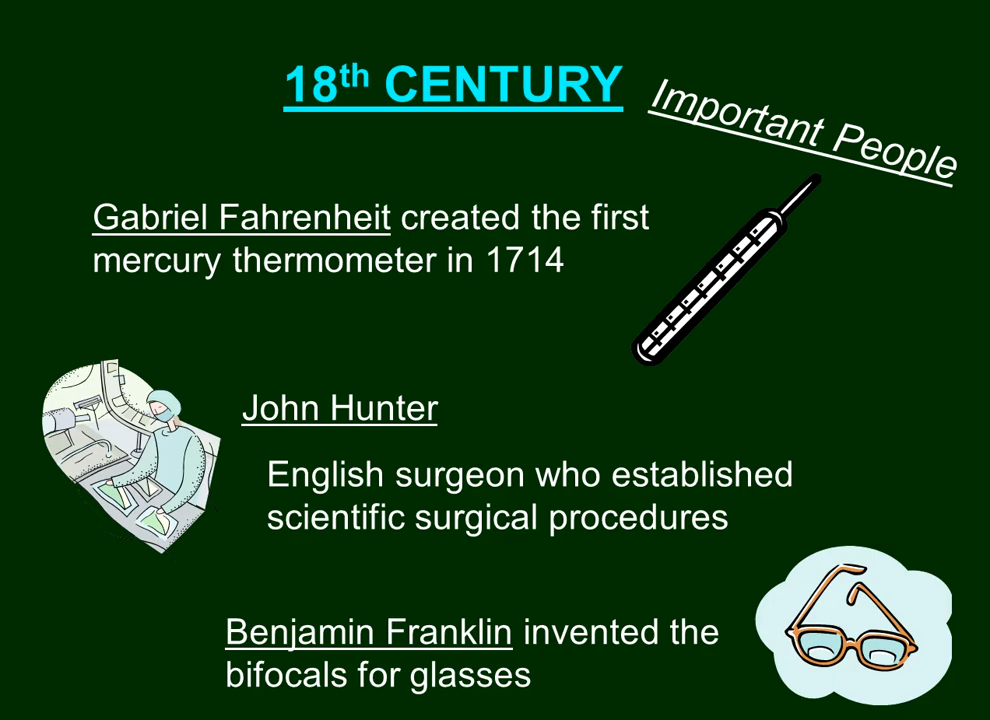 18th CENTURY
Important People
Gabriel Fahrenheit created the first
mercury thermometer in 1714
John Hunter
English surgeon who established
scientific surgical procedures
Benjamin Franklin invented the
bifocals for glasses